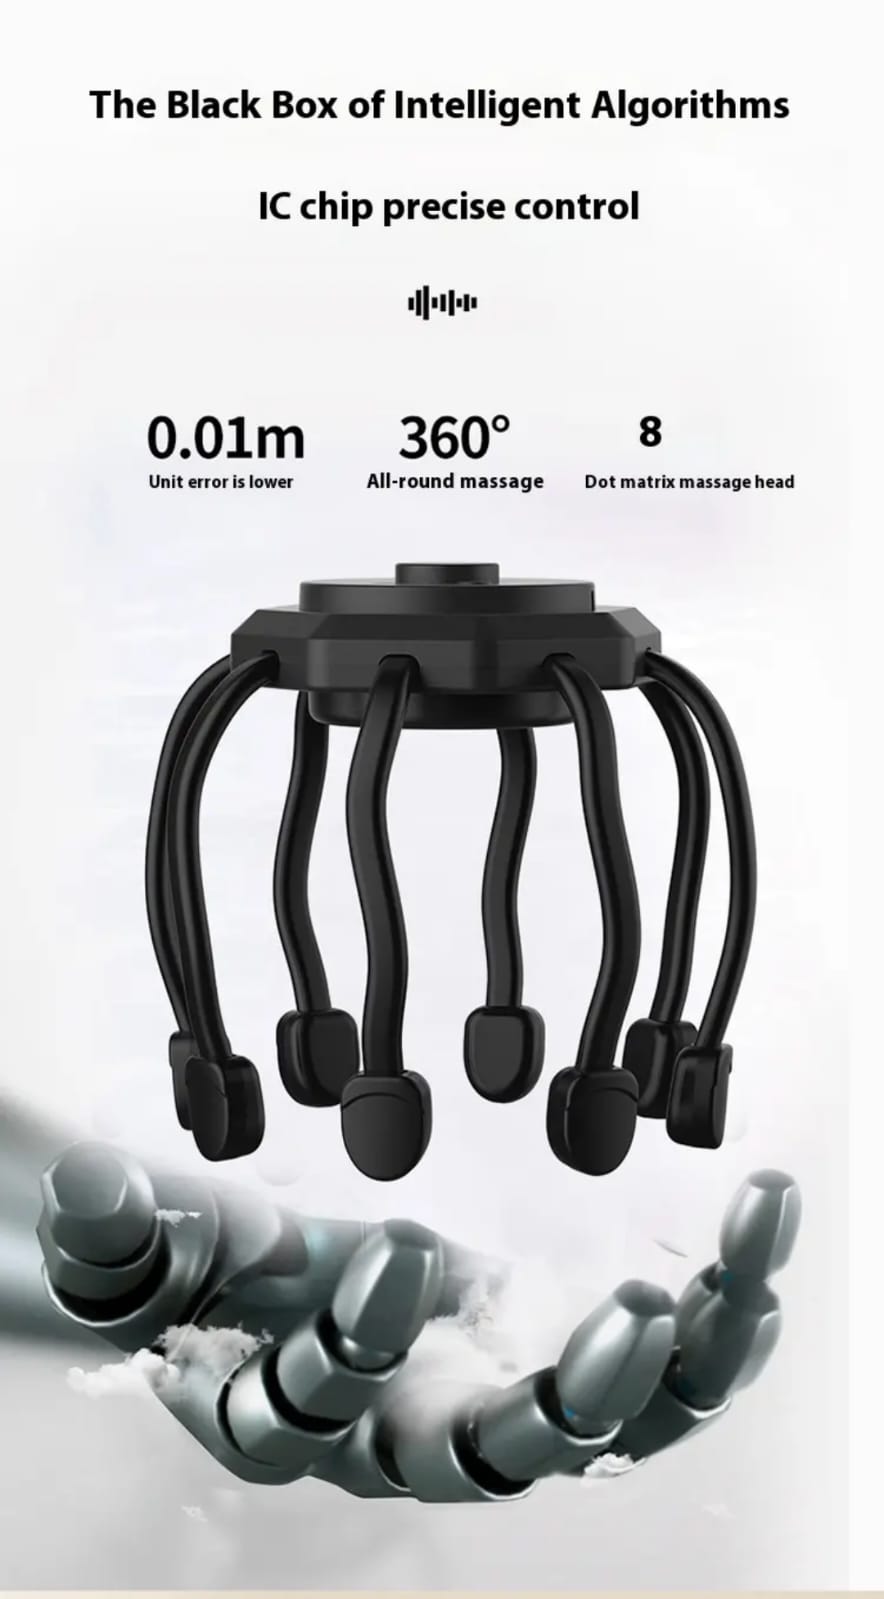 The Black Box of Intelligent Algorithms
IC chip precise control
0.01m 360° 8
Unit error is lower All-round massage Dot matrix massage head